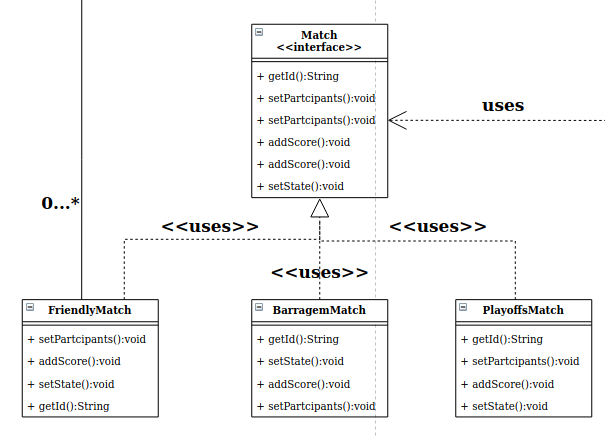 Match
<<interface>>
+ getId():String
+ setPartcipants():void
+ setPartcipants():void
+ addScore():void
+ addScore():void
+ setState():void
uses
0...*
<<uses>>
<<uses>>
<<uses>>
FriendlyMatch
+ setPartcipants():void
+ addScore():void
+ setState():void
+ getId():String
BarragemMatch
+ getId():String
+ setState():void
+ addScore():void
+ setPartcipants():void
PlayoffsMatch
+ getId():String
+ setPartcipants():void
+ addScore():void
+ setState():void